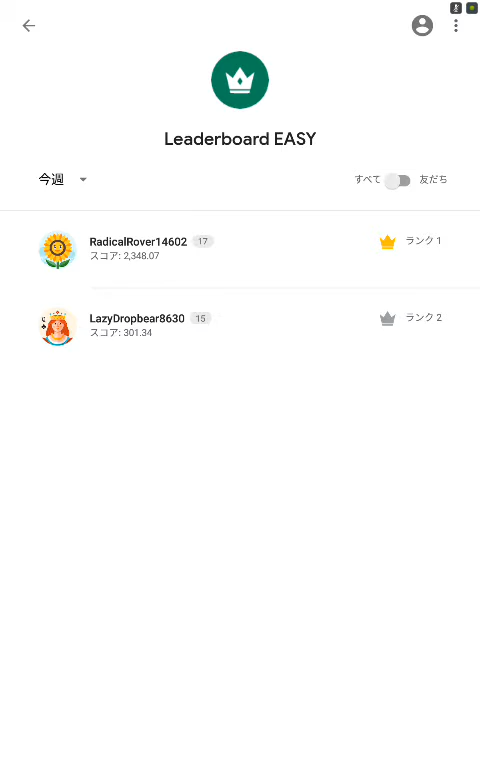 Leaderboard EASY
今週
すべて 友だち
RadicalRover14602 17
ランク 1
スコア: 2,348.07
LazyDropbear8630 15
ランク 2
スコア: 301.34